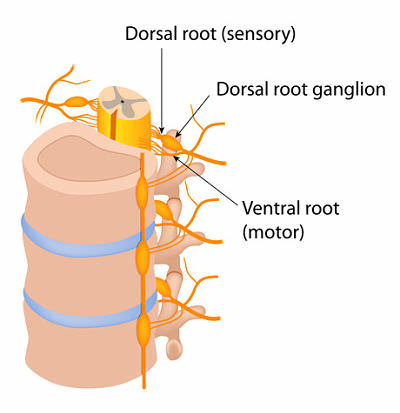 Dorsal root (sensory)
Dorsal root ganglion
Ventral root
(motor)